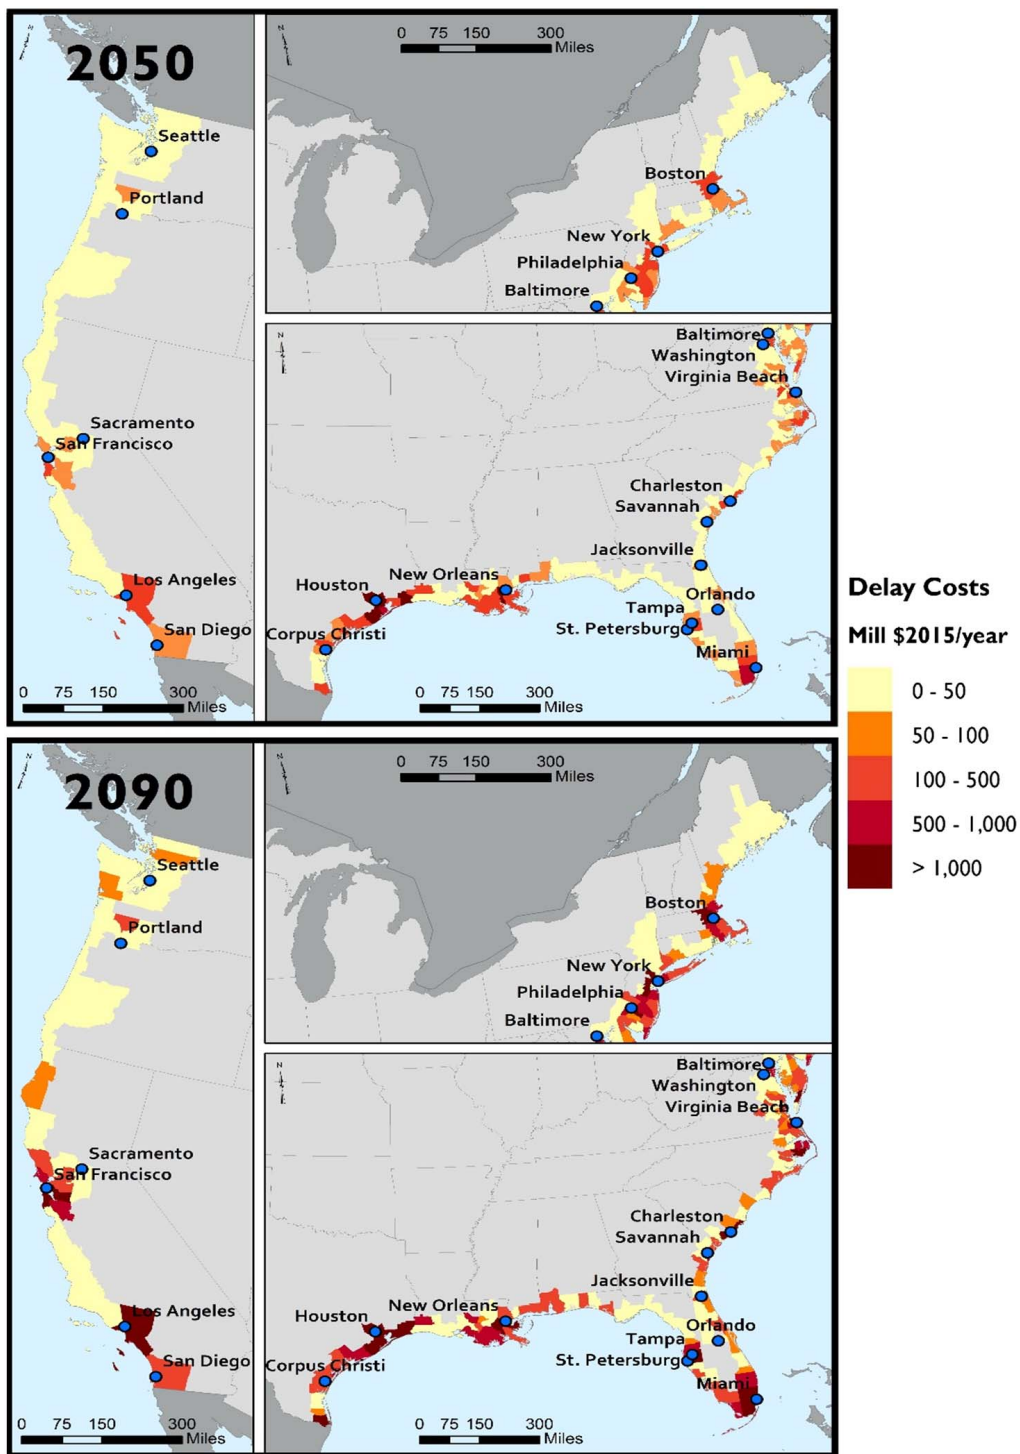 2050
Seattle
Portland
Sacramento
San Francisco
Los Angeles
San Diego
0 75 150 300
Miles
N
0 75 150 300
Miles
Boston
New York
Philadelphia
Baltimore
N
Baltimore
Washington
Virginia Beach
Charleston
Savannah
Jacksonville
Houston
New Orleans
Orlando
Tampa
St. Petersburg
Corpus Christi
Miami
0 75 150 300
Miles
N
Delay Costs
Mill $2015/year
0 - 50
50 - 100
100 - 500
500 - 1,000
> 1,000
2090
Seattle
Portland
Sacramento
San Francisco
Los Angeles
San Diego
0 75 150 300
Miles
N
0 75 150 300
Miles
Boston
New York
Philadelphia
Baltimore
N
Baltimore
Washington
Virginia Beach
Charleston
Savannah
Jacksonville
Houston
New Orleans
Orlando
Tampa
St. Petersburg
Corpus Christi
Miami
0 75 150 300
Miles
N